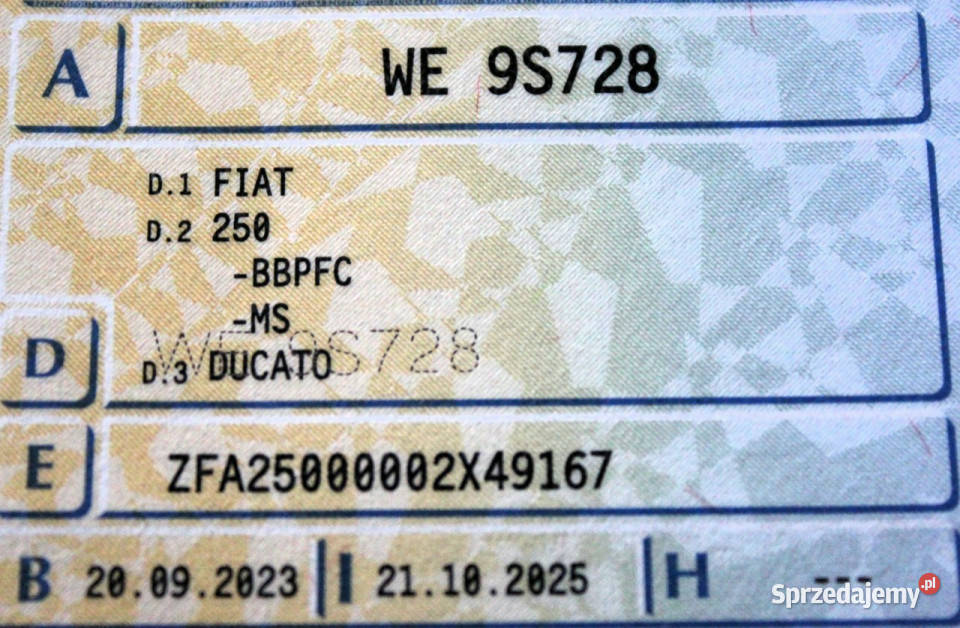 A WE 9S728
D.1 FIAT
D.2 250
-BBPFC
-MS
WE 9S728
D D.3 DUCATO
E ZFA25000002X49167
B 20.09.2023 I 21.10.2025 H ---
Sprzedajemy.pl